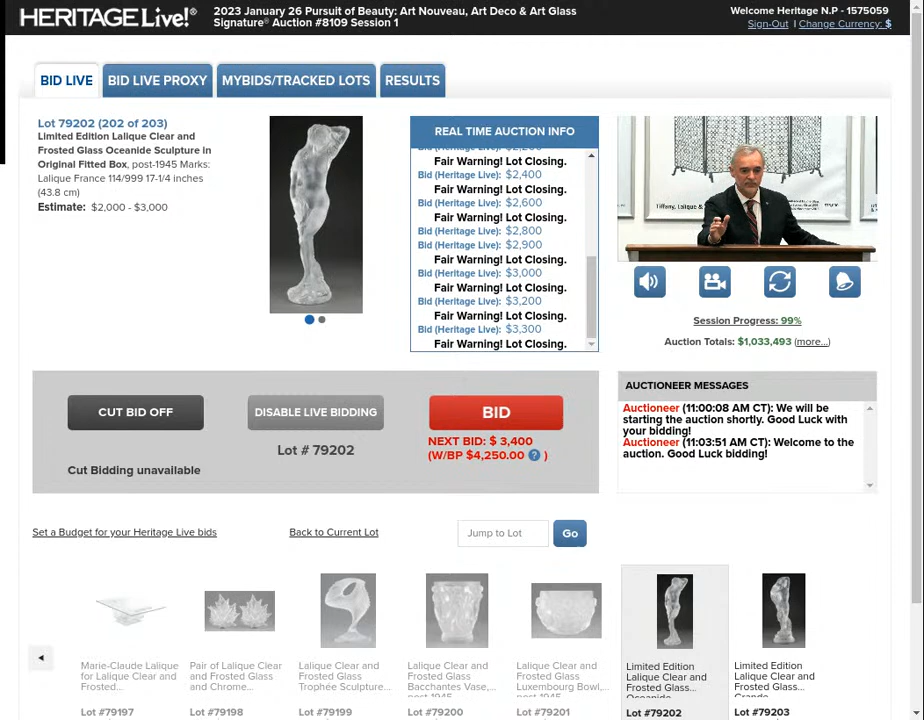 HERITAGE Live!®
2023 January 26 Pursuit of Beauty: Art Nouveau, Art Deco & Art Glass
Signature® Auction #8109 Session 1
Welcome Heritage N.P - 1575059
Sign-Out | Change Currency: $
BID LIVE
BID LIVE PROXY
MYBIDS/TRACKED LOTS
RESULTS
Lot 79202 (202 of 203)
Limited Edition Lalique Clear and
Frosted Glass Oceanide Sculpture in
Original Fitted Box, post-1945 Marks:
Lalique France 114/999 17-1/4 inches
(43.8 cm)
Estimate: $2,000 - $3,000
REAL TIME AUCTION INFO
Bid (Heritage Live): $2,200
Fair Warning! Lot Closing.
Bid (Heritage Live): $2,400
Fair Warning! Lot Closing.
Bid (Heritage Live): $2,600
Fair Warning! Lot Closing.
Bid (Heritage Live): $2,800
Bid (Heritage Live): $2,900
Fair Warning! Lot Closing.
Bid (Heritage Live): $3,000
Fair Warning! Lot Closing.
Bid (Heritage Live): $3,200
Fair Warning! Lot Closing.
Bid (Heritage Live): $3,300
Fair Warning! Lot Closing.
Tiffany, Lalique &
Session Progress: 99%
Auction Totals: $1,033,493 (more...)
CUT BID OFF
DISABLE LIVE BIDDING
BID
Lot # 79202
NEXT BID: $ 3,400
(W/BP $4,250.00 ? )
Cut Bidding unavailable
AUCTIONEER MESSAGES
Auctioneer (11:00:08 AM CT): We will be
starting the auction shortly. Good Luck with
your bidding!
Auctioneer (11:03:51 AM CT): Welcome to the
auction. Good Luck bidding!
Set a Budget for your Heritage Live bids
Back to Current Lot
Jump to Lot
Go
Marie-Claude Lalique
for Lalique Clear and
Frosted...
Lot #79197
Pair of Lalique Clear
and Frosted Glass
and Chrome...
Lot #79198
Lalique Clear and
Frosted Glass
Trophée Sculpture...
Lot #79199
Lalique Clear and
Frosted Glass
Bacchantes Vase,...
post-1945
Lot #79200
Lalique Clear and
Frosted Glass
Luxembourg Bowl,...
post-1945
Lot #79201
Limited Edition
Lalique Clear and
Frosted Glass...
Oceanide
Lot #79202
Limited Edition
Lalique Clear and
Frosted Glass...
Grande
Lot #79203